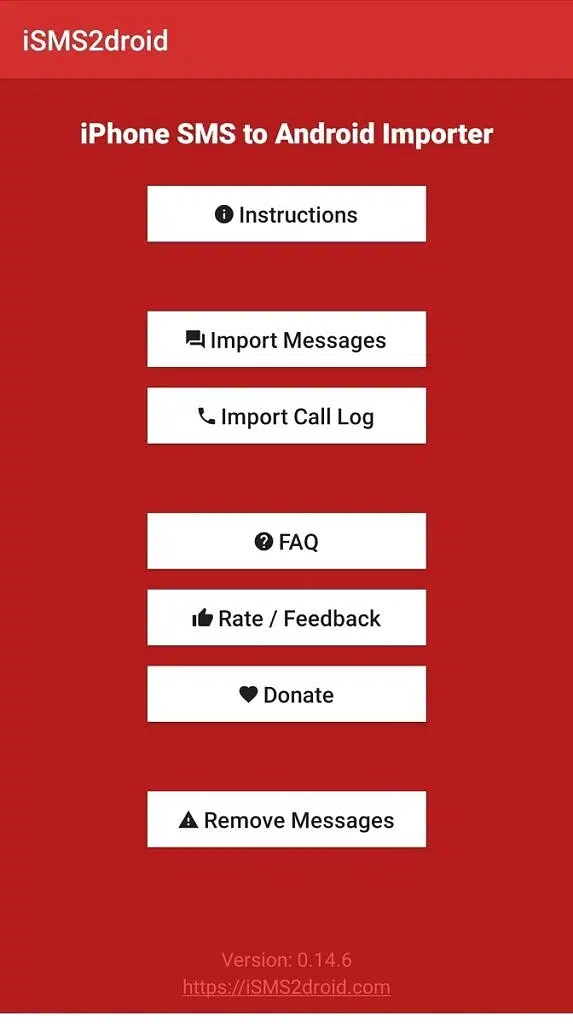 iSMS2droid
iPhone SMS to Android Importer
Instructions
Import Messages
Import Call Log
FAQ
Rate / Feedback
Donate
Remove Messages
Version: 0.14.6
https://iSMS2droid.com